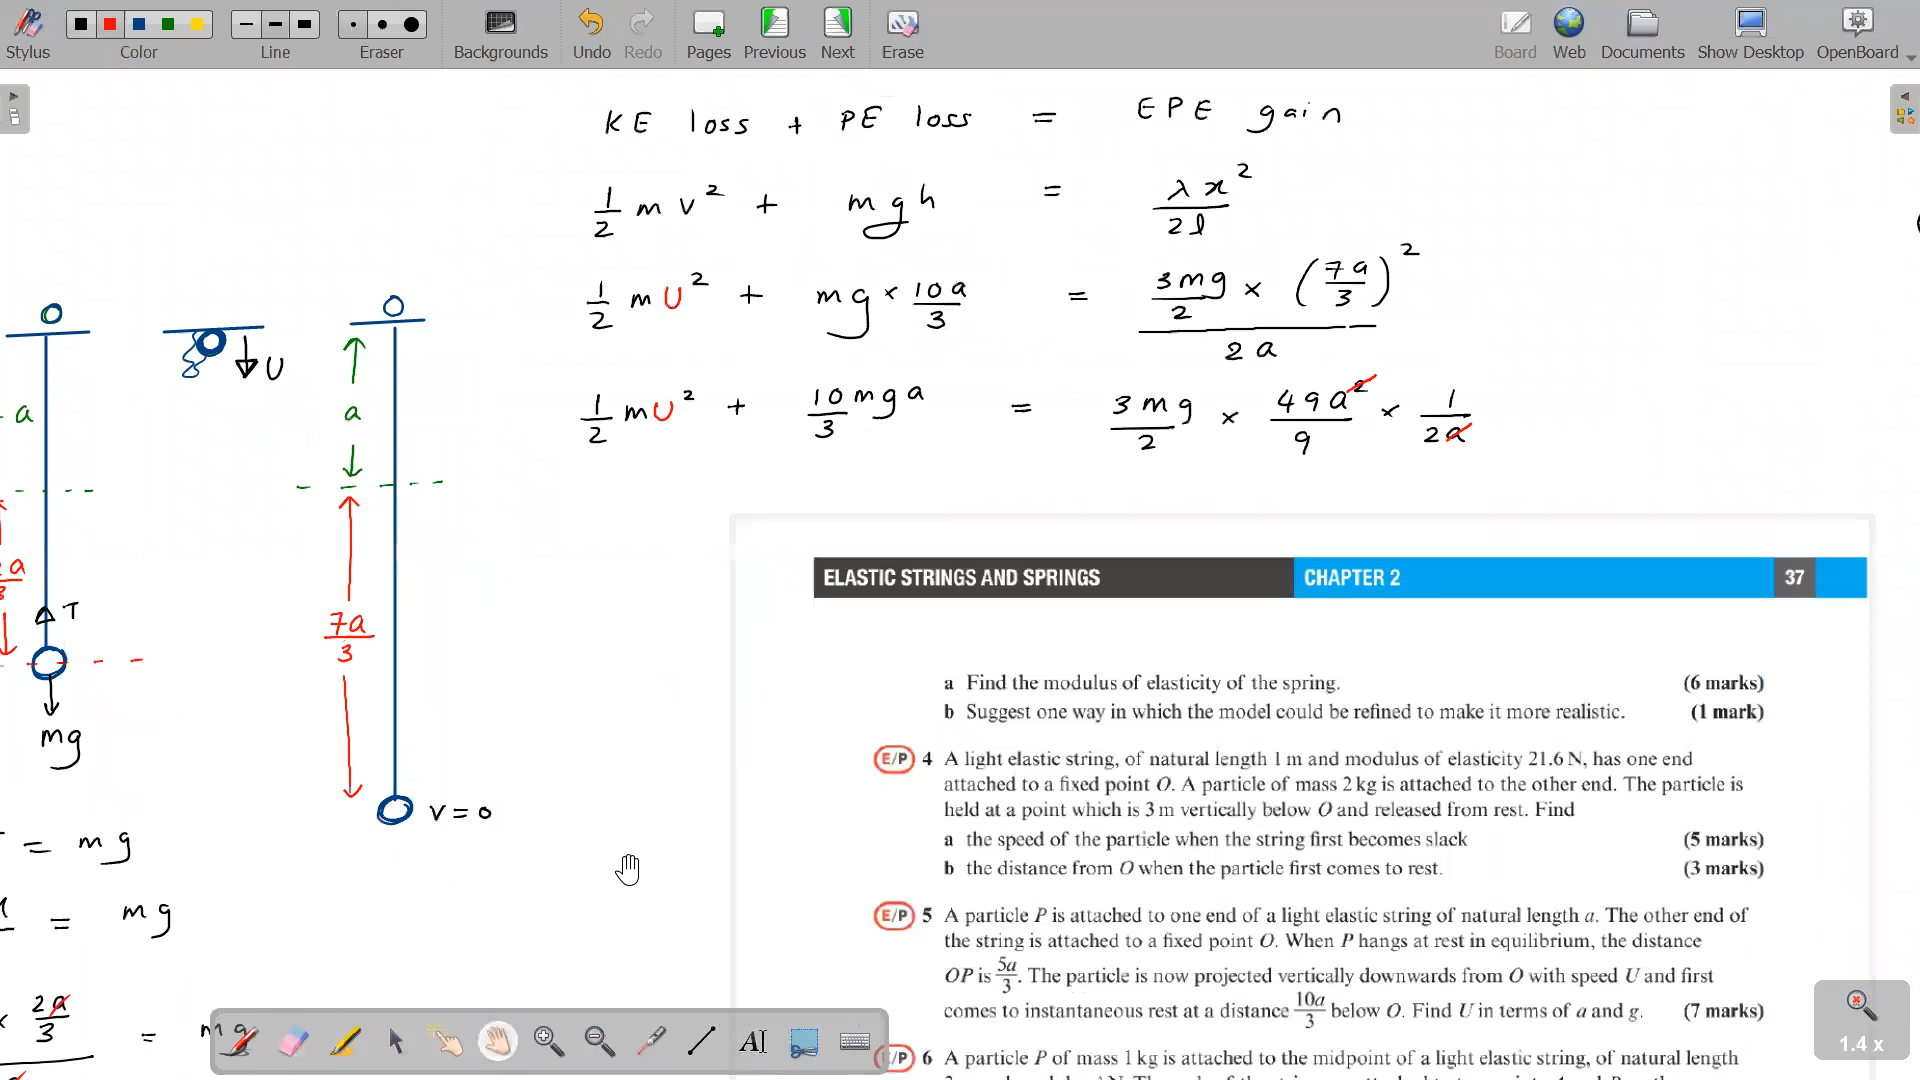 Stylus Color Line Eraser Backgrounds Undo Redo Pages Previous Next Erase Board Web Documents Show Desktop OpenBoard
KE loss + PE loss = EPE gain
1/2 m v² + mgh = λx²/2l
1/2 m U² + mg × 10a/3 = 3mg/2 × (7a/3)² / 2a
1/2 m U² + 10/3 mga = 3mg/2 × 49a²/9 × 1/2a
O
O
U
a
a
7a/3
T
mg
v = 0
= mg
= mg
× 2a/3 = mg
ELASTIC STRINGS AND SPRINGS CHAPTER 2 37
a Find the modulus of elasticity of the spring. (6 marks)
b Suggest one way in which the model could be refined to make it more realistic. (1 mark)
E/P 4 A light elastic string, of natural length 1 m and modulus of elasticity 21.6 N, has one end
attached to a fixed point O. A particle of mass 2 kg is attached to the other end. The particle is
held at a point which is 3 m vertically below O and released from rest. Find
a the speed of the particle when the string first becomes slack (5 marks)
b the distance from O when the particle first comes to rest. (3 marks)
E/P 5 A particle P is attached to one end of a light elastic string of natural length a. The other end of
the string is attached to a fixed point O. When P hangs at rest in equilibrium, the distance
OP is 5a/3. The particle is now projected vertically downwards from O with speed U and first
comes to instantaneous rest at a distance 10a/3 below O. Find U in terms of a and g. (7 marks)
E/P 6 A particle P of mass 1 kg is attached to the midpoint of a light elastic string, of natural length
1.4 x